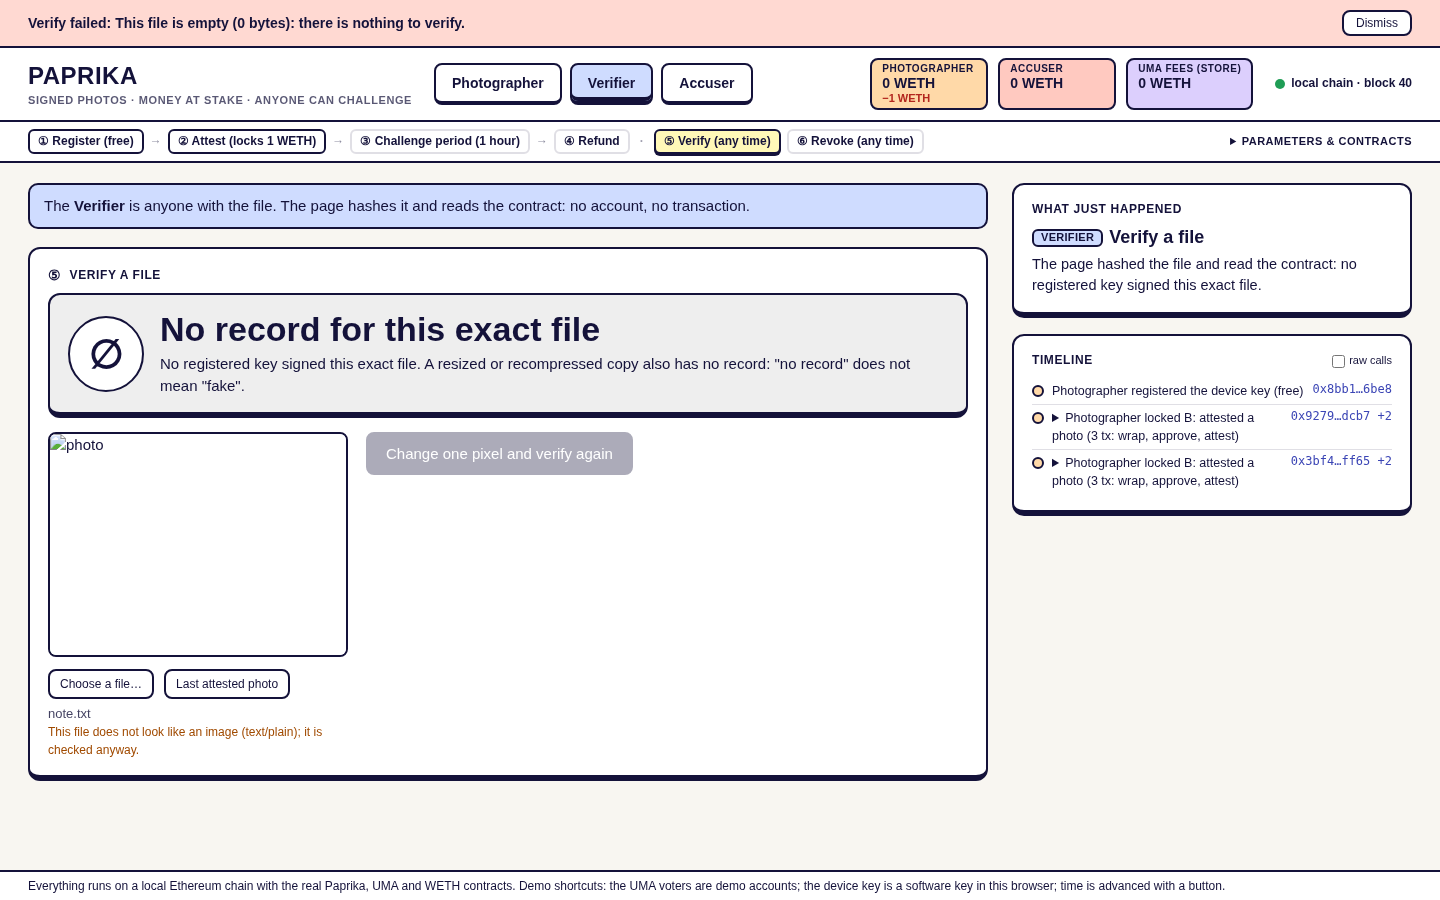 Verify failed: This file is empty (0 bytes): there is nothing to verify.
Dismiss
PAPRIKA
SIGNED PHOTOS · MONEY AT STAKE · ANYONE CAN CHALLENGE
Photographer
Verifier
Accuser
PHOTOGRAPHER
0 WETH
−1 WETH
ACCUSER
0 WETH
UMA FEES (STORE)
0 WETH
local chain · block 40
① Register (free) → ② Attest (locks 1 WETH) → ③ Challenge period (1 hour) → ④ Refund · ⑤ Verify (any time) ⑥ Revoke (any time)
PARAMETERS & CONTRACTS
The Verifier is anyone with the file. The page hashes it and reads the contract: no account, no transaction.
⑤ VERIFY A FILE
∅
No record for this exact file
No registered key signed this exact file. A resized or recompressed copy also has no record: "no record" does not
mean "fake".
photo
Change one pixel and verify again
Choose a file…
Last attested photo
note.txt
This file does not look like an image (text/plain); it is
checked anyway.
WHAT JUST HAPPENED
VERIFIER Verify a file
The page hashed the file and read the contract: no
registered key signed this exact file.
TIMELINE
raw calls
Photographer registered the device key (free) 0x8bb1…6be8
Photographer locked B: attested a 0x9279…dcb7 +2
photo (3 tx: wrap, approve, attest)
Photographer locked B: attested a 0x3bf4…ff65 +2
photo (3 tx: wrap, approve, attest)
Everything runs on a local Ethereum chain with the real Paprika, UMA and WETH contracts. Demo shortcuts: the UMA voters are demo accounts; the device key is a software key in this browser; time is advanced with a button.